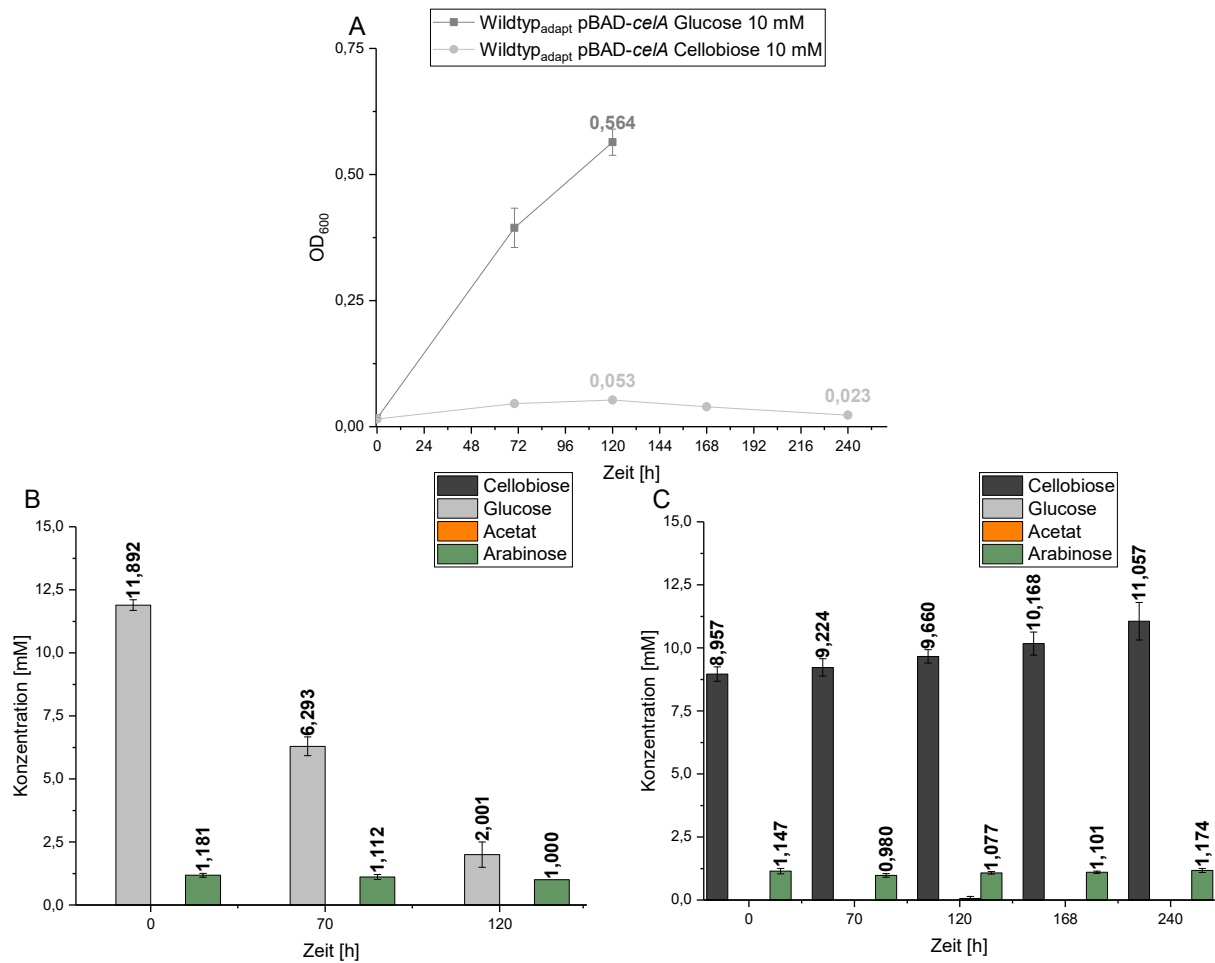 A
Wildtyp_adapt pBAD-celA Glucose 10 mM
Wildtyp_adapt pBAD-celA Cellobiose 10 mM
0,75
0,50
0,25
0,00
OD600
0,564
0,053
0,023
0 24 48 72 96 120 144 168 192 216 240
Zeit [h]
B
Cellobiose
Glucose
Acetat
Arabinose
15,0
12,5
10,0
7,5
5,0
2,5
0,0
Konzentration [mM]
11,892
1,181
6,293
1,112
2,001
1,000
0 70 120
Zeit [h]
C
Cellobiose
Glucose
Acetat
Arabinose
15,0
12,5
10,0
7,5
5,0
2,5
0,0
Konzentration [mM]
8,957
1,147
9,224
0,980
9,660
1,077
10,168
1,101
11,057
1,174
0 70 120 168 240
Zeit [h]